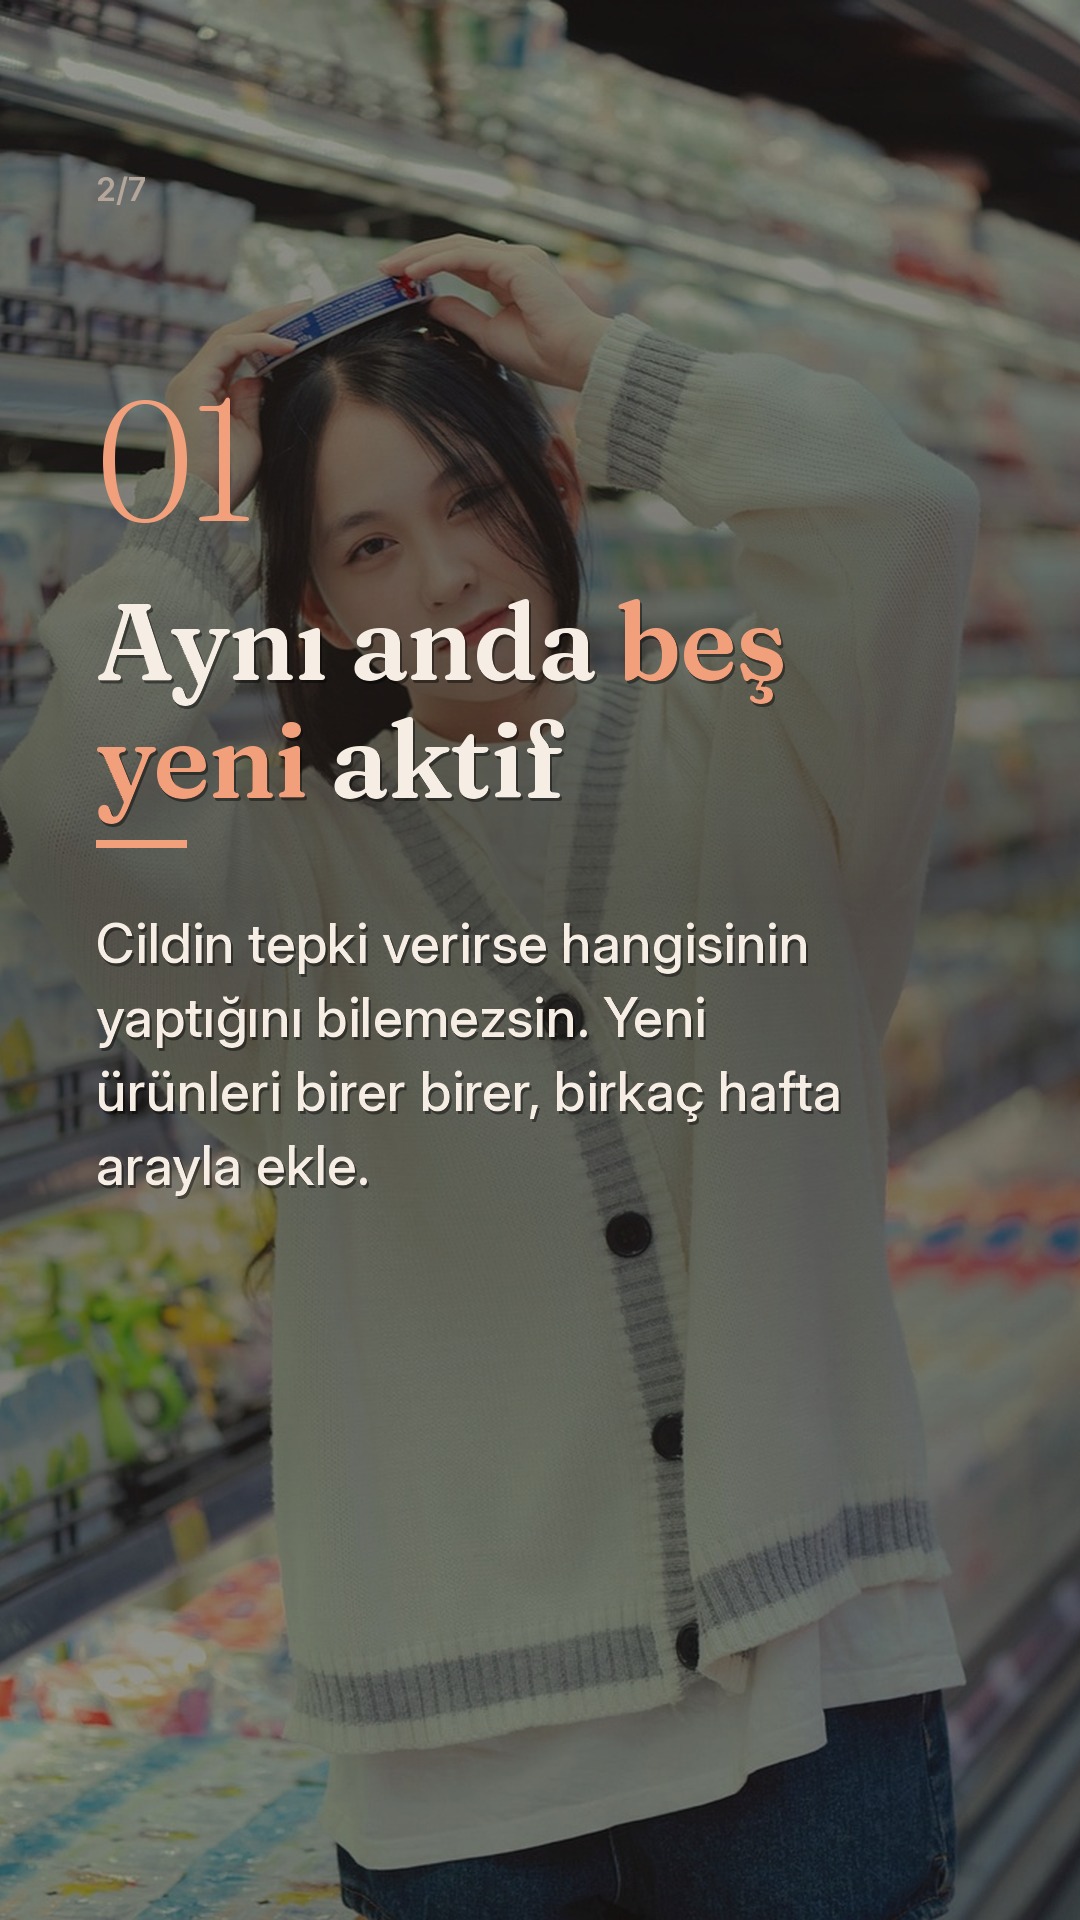 2/7
01
Aynı anda beş
yeni aktif
Cildin tepki verirse hangisinin
yaptığını bilemezsin. Yeni
ürünleri birer birer, birkaç hafta
arayla ekle.